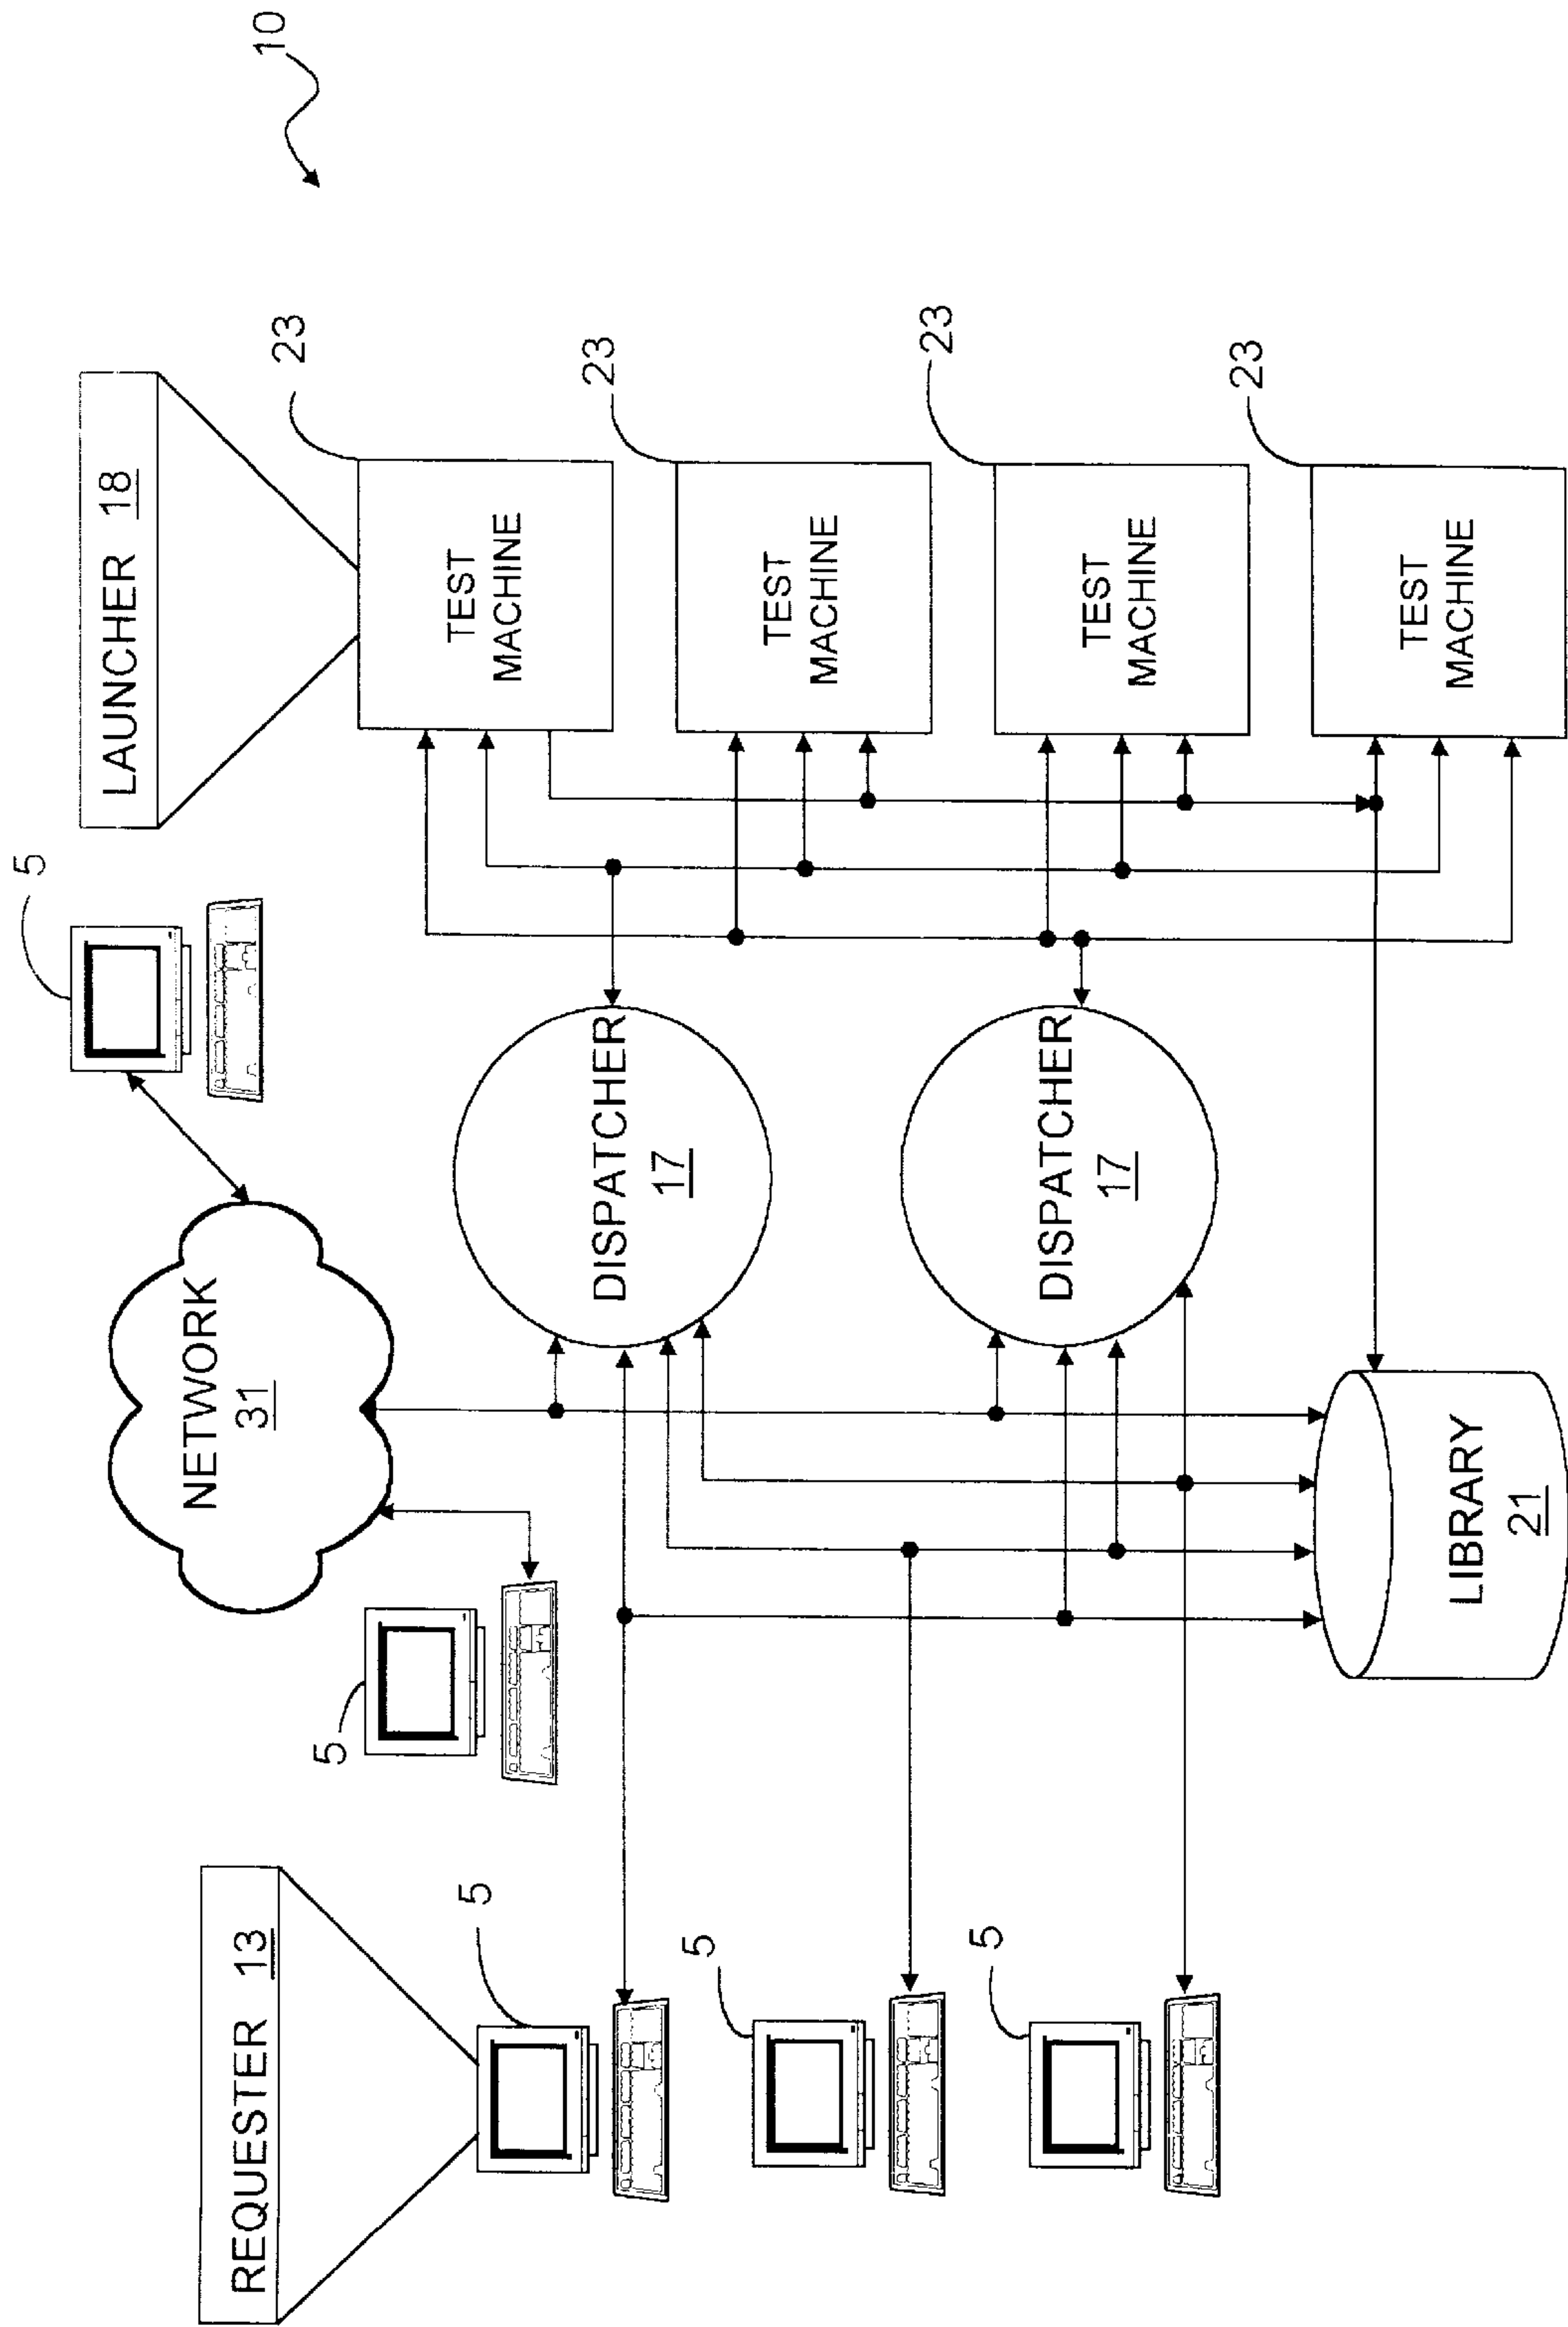 10
LAUNCHER 18
5
NETWORK
31
5
REQUESTER 13
5
5
5
DISPATCHER
17
DISPATCHER
17
23
TEST
MACHINE
23
TEST
MACHINE
23
TEST
MACHINE
23
TEST
MACHINE
LIBRARY
21